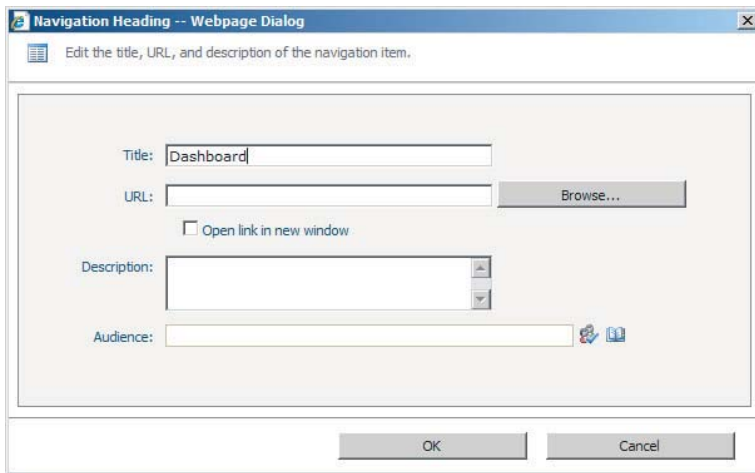 Navigation Heading -- Webpage Dialog
Edit the title, URL, and description of the navigation item.
Title: Dashboard
URL: Browse...
Open link in new window
Description:
Audience:
OK Cancel